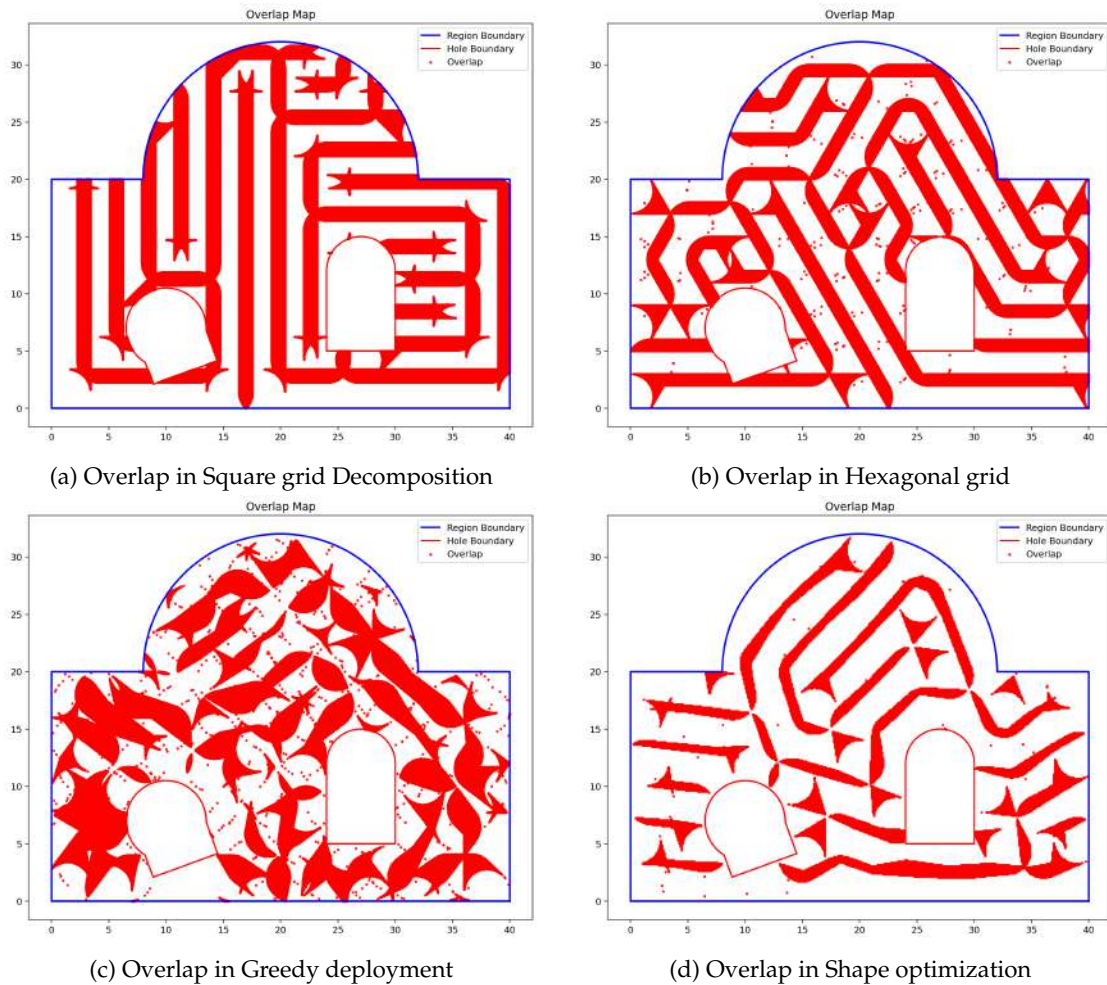 Overlap Map
Region Boundary
Hole Boundary
Overlap
30
25
20
15
10
5
0
0 5 10 15 20 25 30 35 40
(a) Overlap in Square grid Decomposition
Overlap Map
Region Boundary
Hole Boundary
Overlap
30
25
20
15
10
5
0
0 5 10 15 20 25 30 35 40
(b) Overlap in Hexagonal grid
Overlap Map
Region Boundary
Hole Boundary
Overlap
30
25
20
15
10
5
0
0 5 10 15 20 25 30 35 40
(c) Overlap in Greedy deployment
Overlap Map
Region Boundary
Hole Boundary
Overlap
30
25
20
15
10
5
0
0 5 10 15 20 25 30 35 40
(d) Overlap in Shape optimization